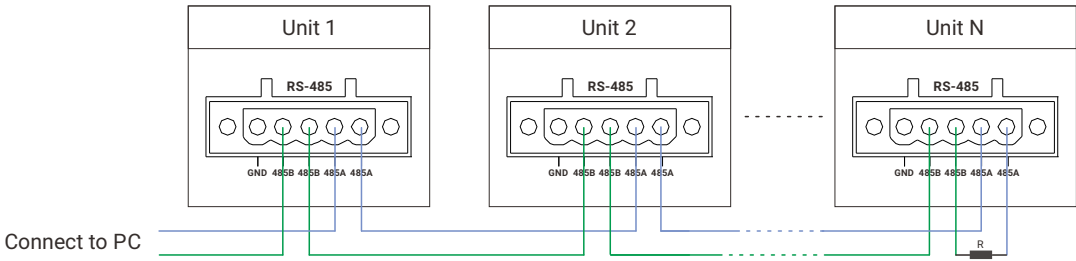 Unit 1 Unit 2 Unit N
RS-485 RS-485 RS-485
GND 485B 485B 485A 485A GND 485B 485B 485A 485A GND 485B 485B 485A 485A
Connect to PC
R